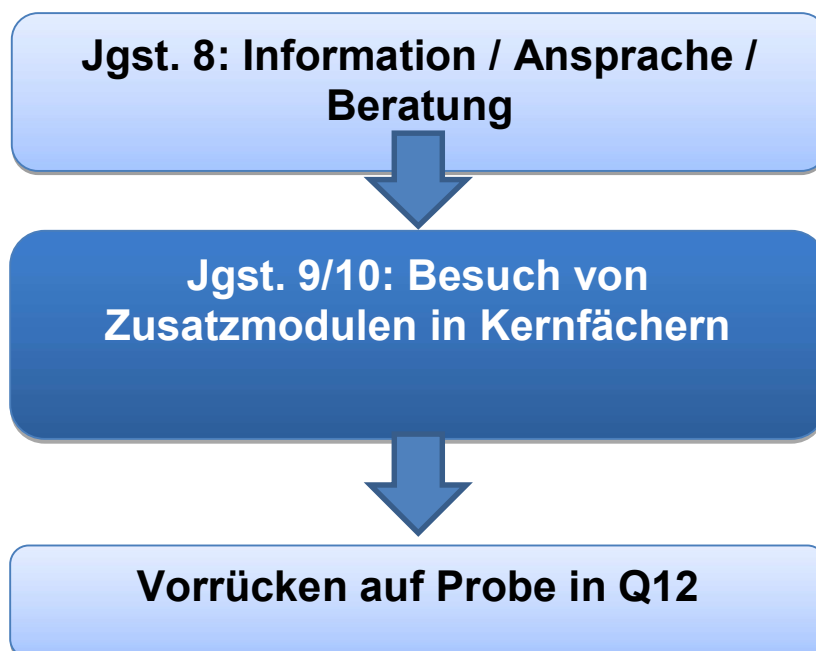 Jgst. 8: Information / Ansprache /
Beratung
Jgst. 9/10: Besuch von
Zusatzmodulen in Kernfächern
Vorrücken auf Probe in Q12